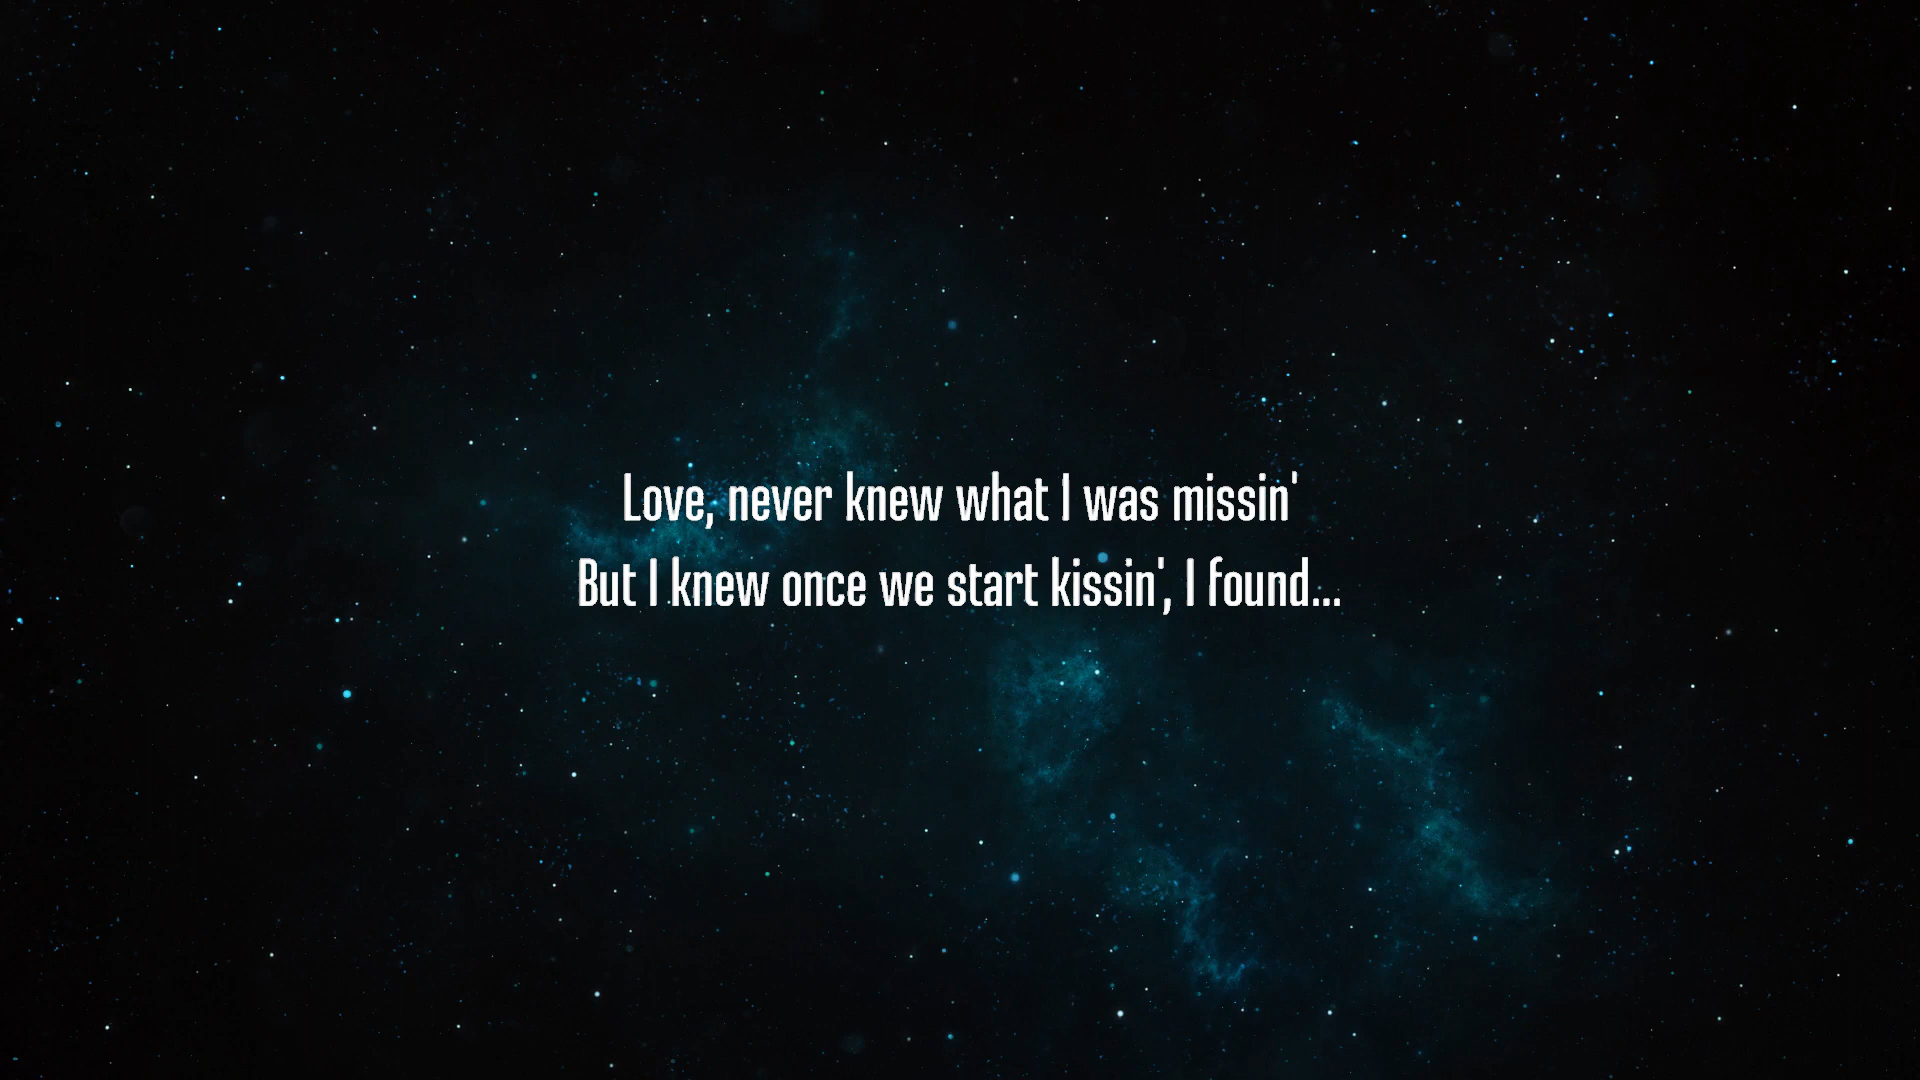 Love, never knew what I was missin'
But I knew once we start kissin', I found...